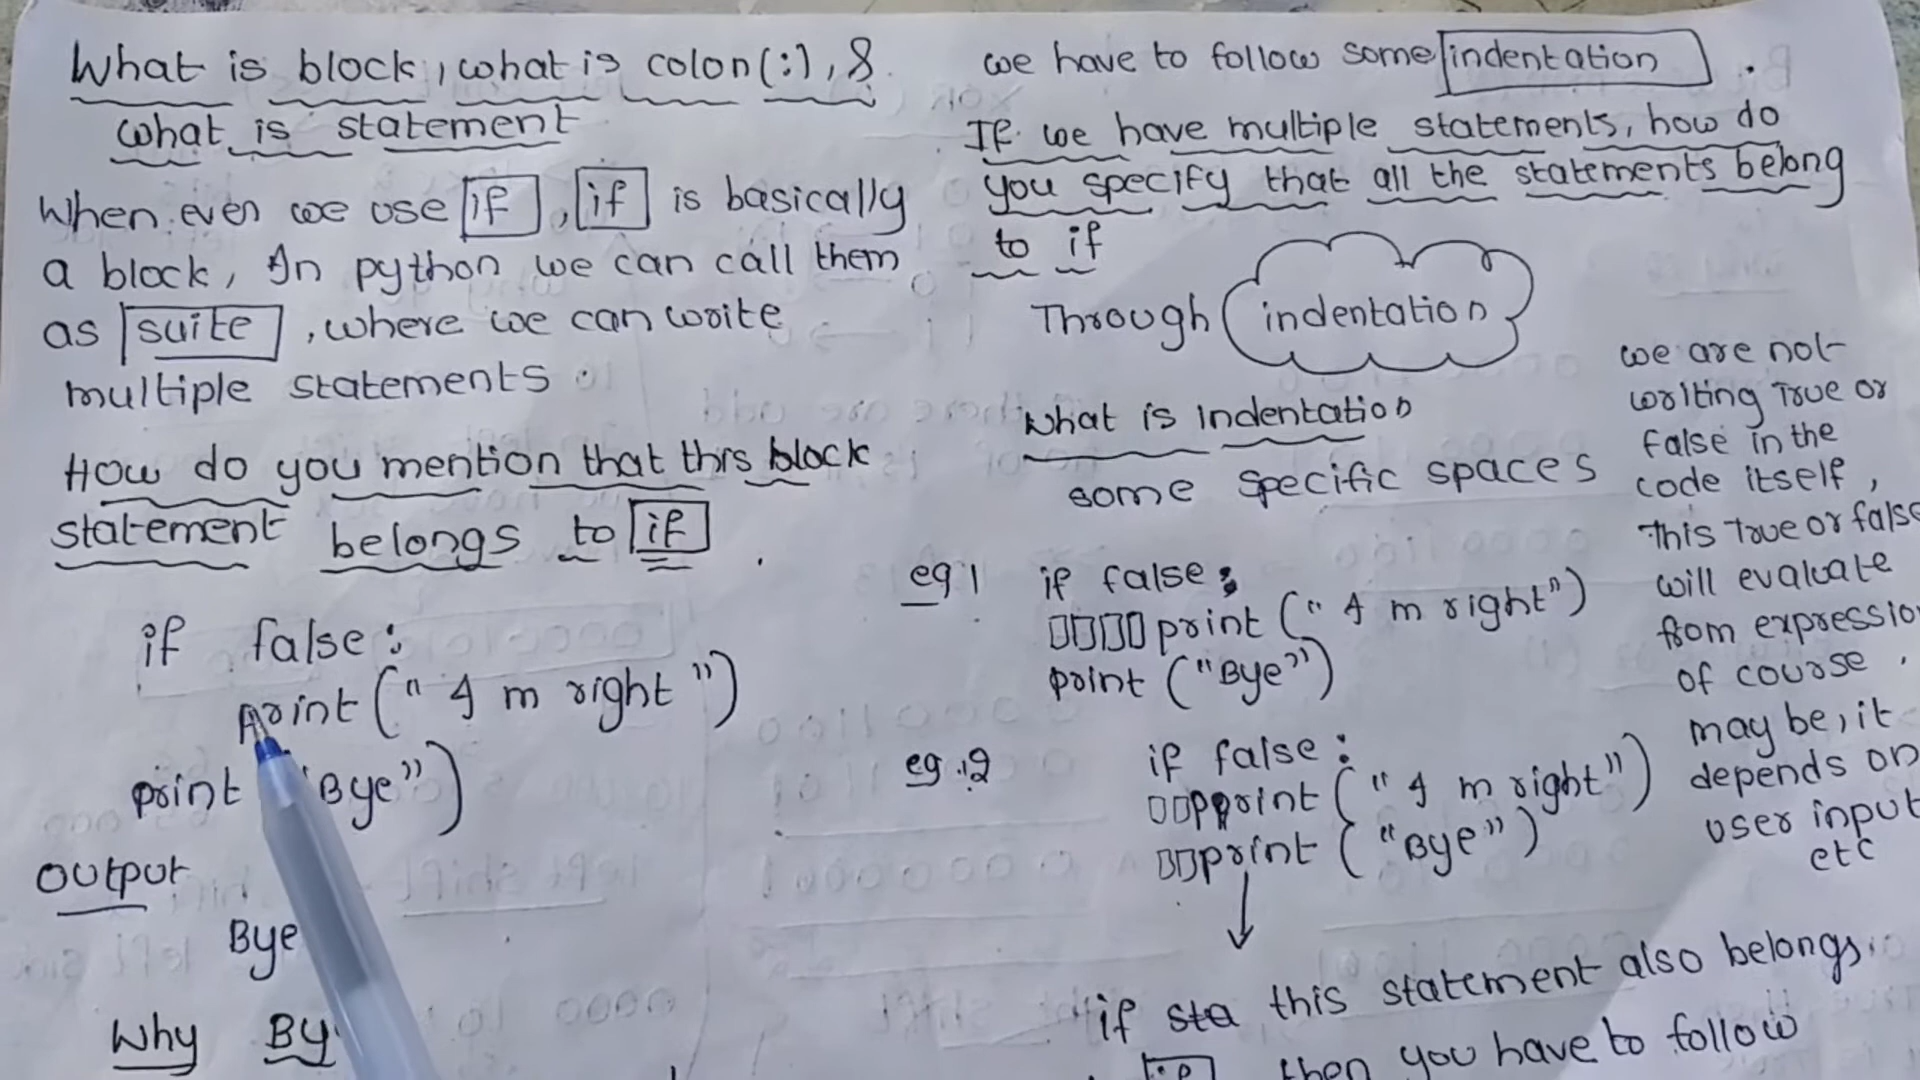 What is block, what is colon(:), &
what is statement
When ever we use if, if is basically
a block, In python we can call them
as suite, where we can write
multiple statements.
How do you mention that this block
statement belongs to if.
if false:
print("I m right")
print "Bye")
output
Bye
Why By
we have to follow some indentation.
If we have multiple statements, how do
you specify that all the statements belong
to if
Through indentation
what is Indentation
some specific spaces
eg 1 if false:
print("I m right")
print("Bye")
eg.2 if false:
print("I m right")
print("Bye")
if sta this statement also belongs
if then you have to follow
we are not
writing True or
false in the
code itself,
This True or false
will evaluate
from expression
of course.
may be, it
depends on
user input
etc